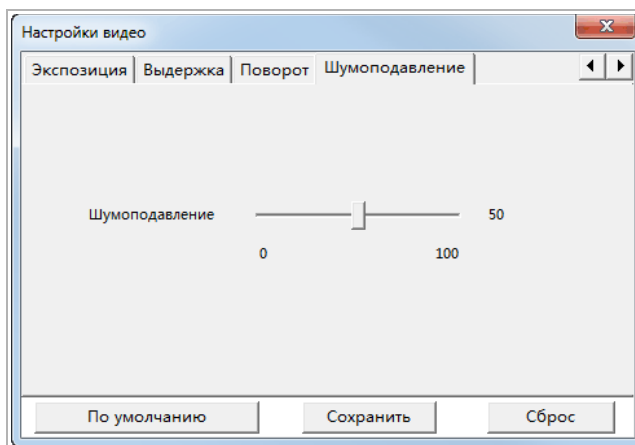 Настройки видео
Экспозиция Выдержка Поворот Шумоподавление
Шумоподавление 50
0 100
По умолчанию Сохранить Сброс